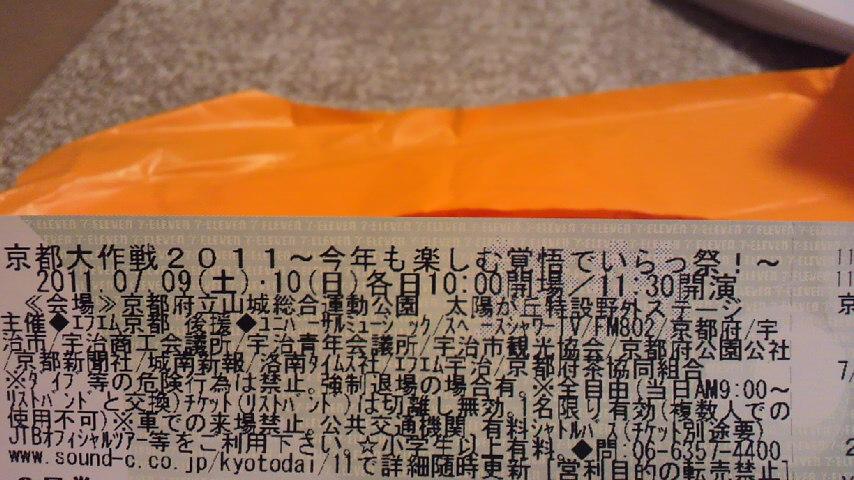 7-ELEVEN 7-ELEVEN 7-ELEVEN 7-ELEVEN 7-ELEVEN 7-ELEVEN
京都大作戦2011～今年も楽しむ覚悟でいらっ祭！～
2011.07.09(土)・10(日)各日10:00開場／11:30開演
≪会場≫京都府立山城総合運動公園　太陽が丘特設野外ステージ
主催◆ｴﾌｴﾑ京都 後援◆ﾕﾆﾊﾞｰｻﾙﾐｭｰｼﾞｯｸ/ｽﾍﾟｰｽｼｬﾜｰTV/FM802/京都府/宇
治市/宇治商工会議所/宇治青年会議所/宇治市観光協会/京都府公園公社
/京都新聞社/城南新報/洛南ﾀｲﾑｽ社/ｴﾌｴﾑ宇治/京都府茶協同組合
※ﾀﾞｲﾌﾞ等の危険行為は禁止。強制退場の場合有。※全自由(当日AM9:00～
ﾘｽﾄﾊﾞﾝﾄﾞと交換)ﾁｹｯﾄ(ﾘｽﾄﾊﾞﾝﾄﾞ)は切離し無効。1名限り有効(複数人での
使用不可)※車での来場禁止。公共交通機関、有料ｼｬﾄﾙﾊﾞｽ(ﾁｹｯﾄ別途要)
JTBｵﾌｨｼｬﾙﾂｱｰ等をご利用下さい。☆小学生以上有料。◆問:06-6357-4400
www.sound-c.co.jp/kyotodai/11で詳細随時更新 [営利目的の転売禁止]